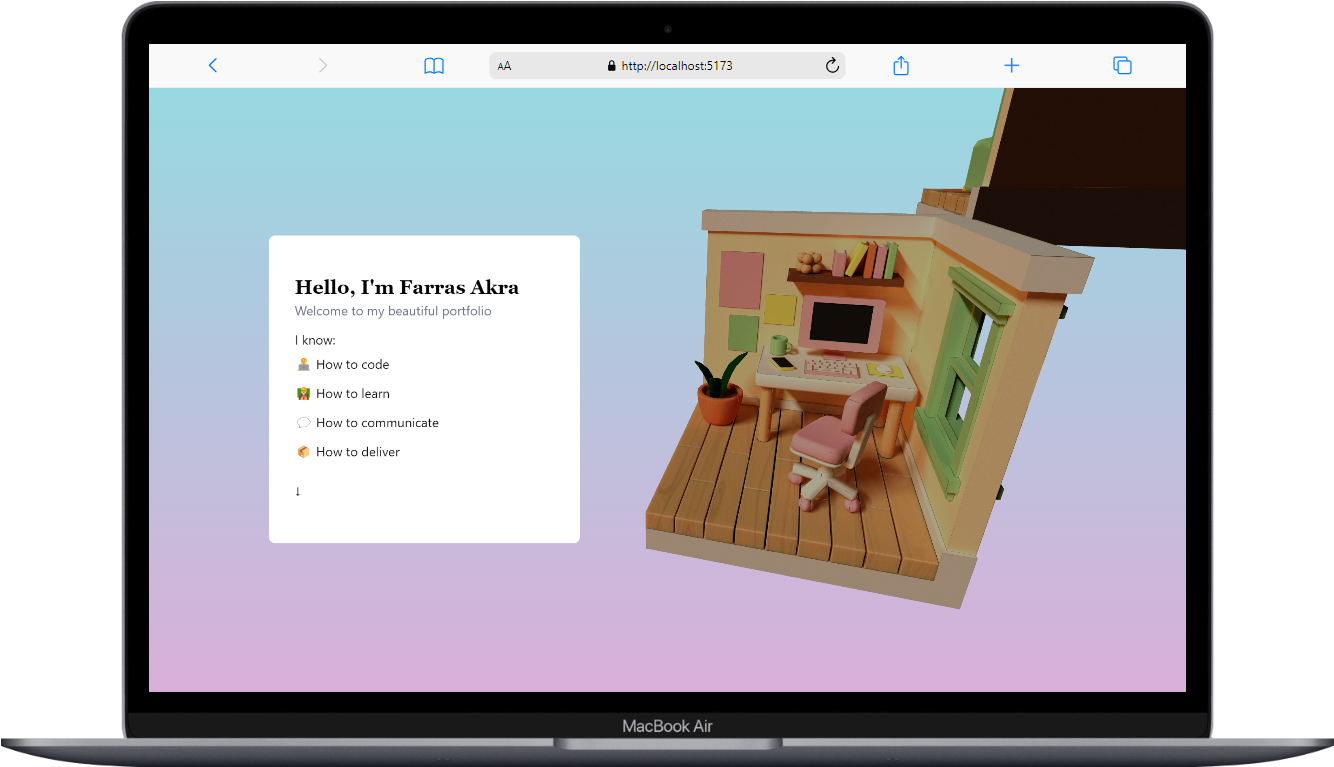 AA http://localhost:5173
Hello, I'm Farras Akra
Welcome to my beautiful portfolio
I know:
🧑‍💻 How to code
👨‍🏫 How to learn
💬 How to communicate
📦 How to deliver
↓
MacBook Air